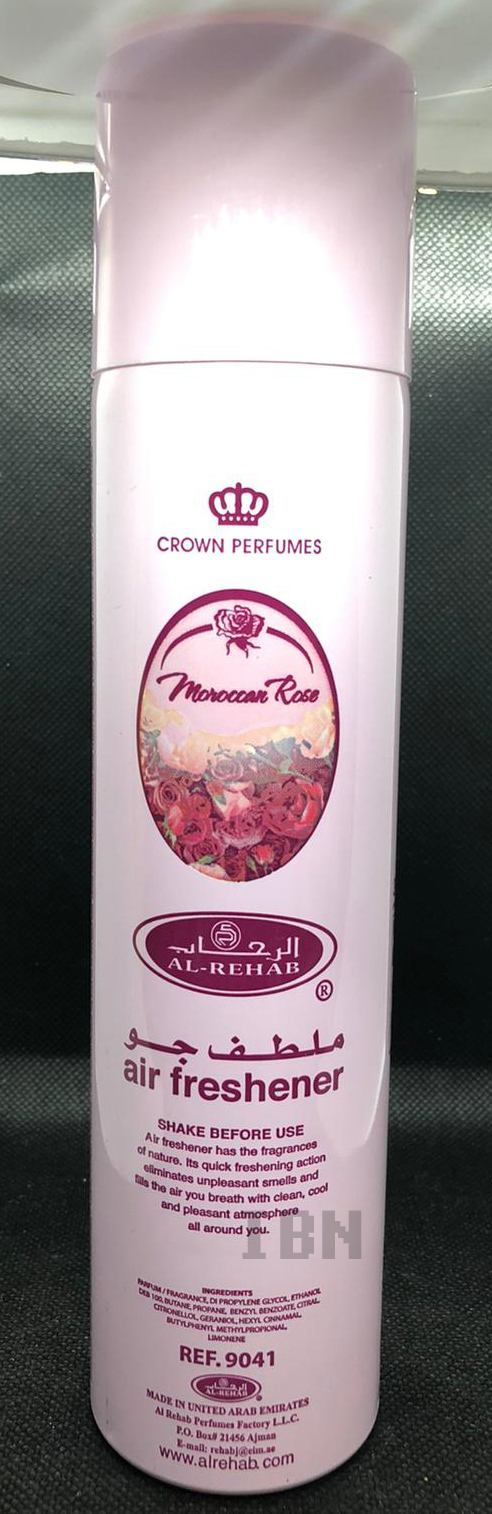 CROWN PERFUMES
Moroccan Rose
الرحاب
AL-REHAB
®
ملطف جو
air freshener
SHAKE BEFORE USE
Air freshener has the fragrances
of nature. Its quick freshening action
eliminates unpleasant smells and
fills the air you breath with clean, cool
and pleasant atmosphere
all around you.
IBN
INGREDIENTS
PARFUM / FRAGRANCE, DI PROPYLENE GLYCOL, ETHANOL
DEB 100, BUTANE, PROPANE, BENZYL BENZOATE, CITRAL,
CITRONELLOL, GERANIOL, HEXYL CINNAMAL,
BUTYLPHENYL METHYLPROPIONAL,
LIMONENE
REF. 9041
الرحاب
AL-REHAB
MADE IN UNITED ARAB EMIRATES
Al Rehab Perfumes Factory L.L.C.
P.O. Box# 21456 Ajman
E-mail: rehabj@eim.ae
www.alrehab.com